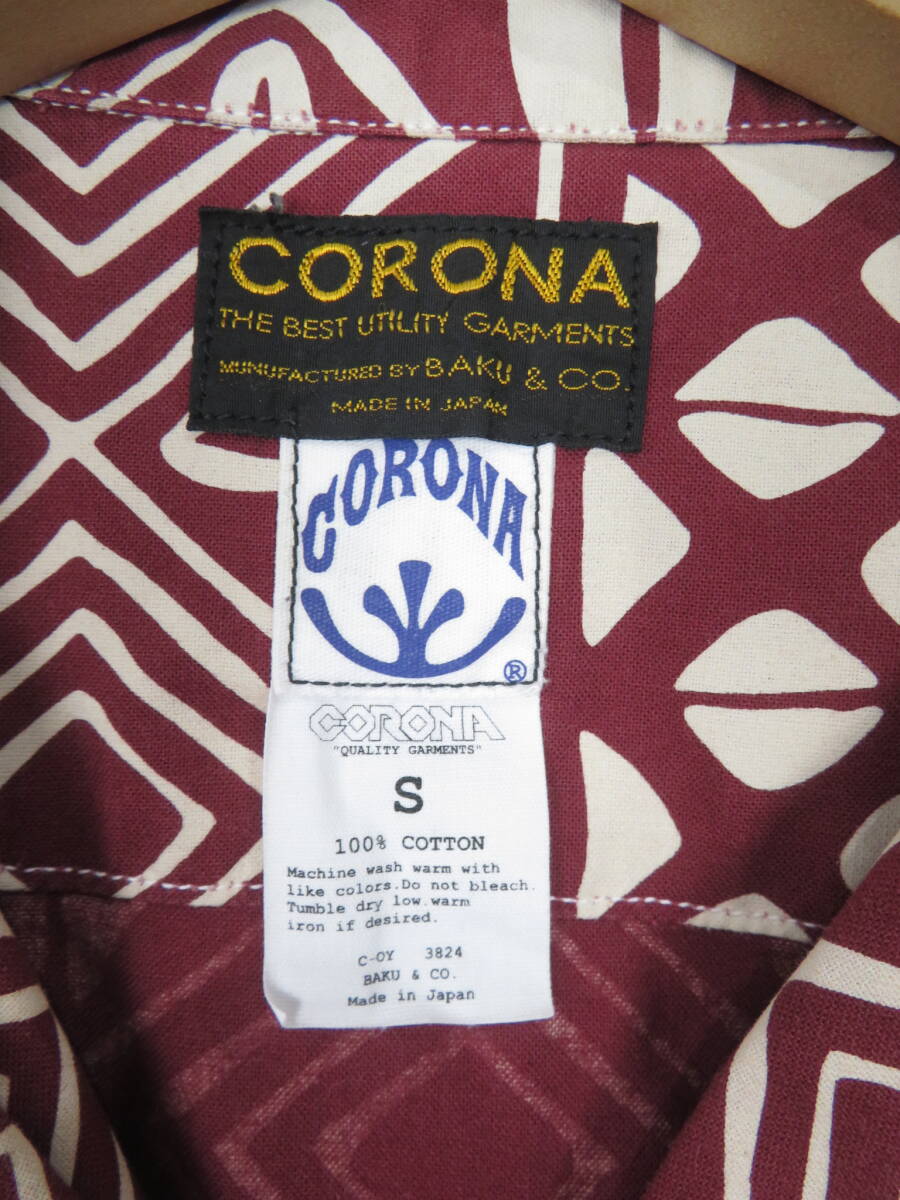 CORONA
THE BEST UTILITY GARMENTS
MUNUFACTURED BY BAKU & CO.
MADE IN JAPAN
CORONA
®
CORONA
"QUALITY GARMENTS"
S
100% COTTON
Machine wash warm with
like colors.Do not bleach.
Tumble dry low.warm
iron if desired.
C-OY 3824
BAKU & CO.
Made in Japan